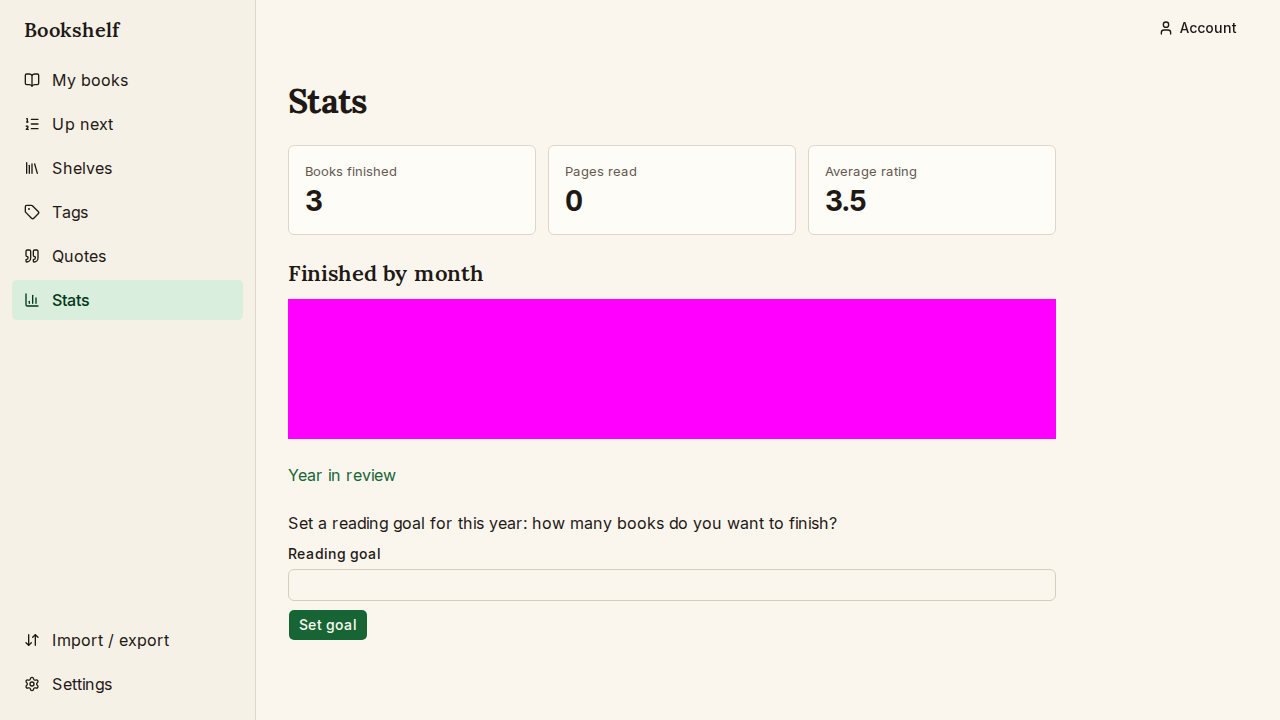 Bookshelf
My books
Up next
Shelves
Tags
Quotes
Stats
Import / export
Settings
Account
Stats
Books finished
3
Pages read
0
Average rating
3.5
Finished by month
Year in review
Set a reading goal for this year: how many books do you want to finish?
Reading goal
Set goal